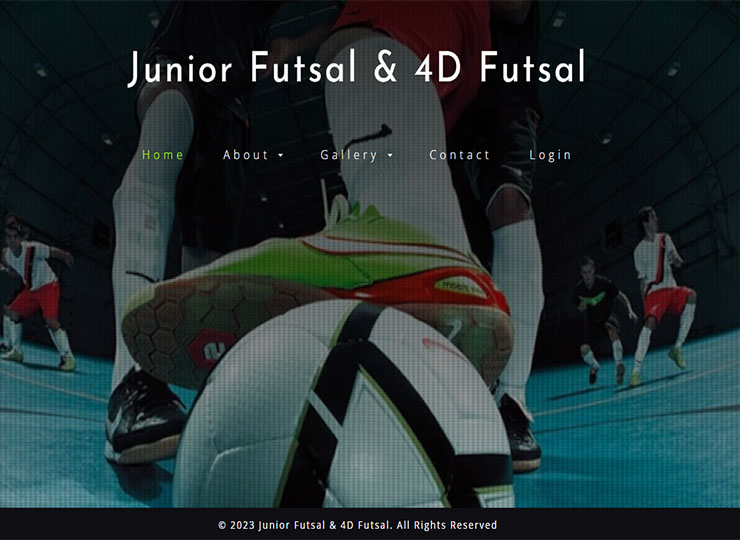 Junior Futsal & 4D Futsal
Home About Gallery Contact Login
© 2023 Junior Futsal & 4D Futsal. All Rights Reserved